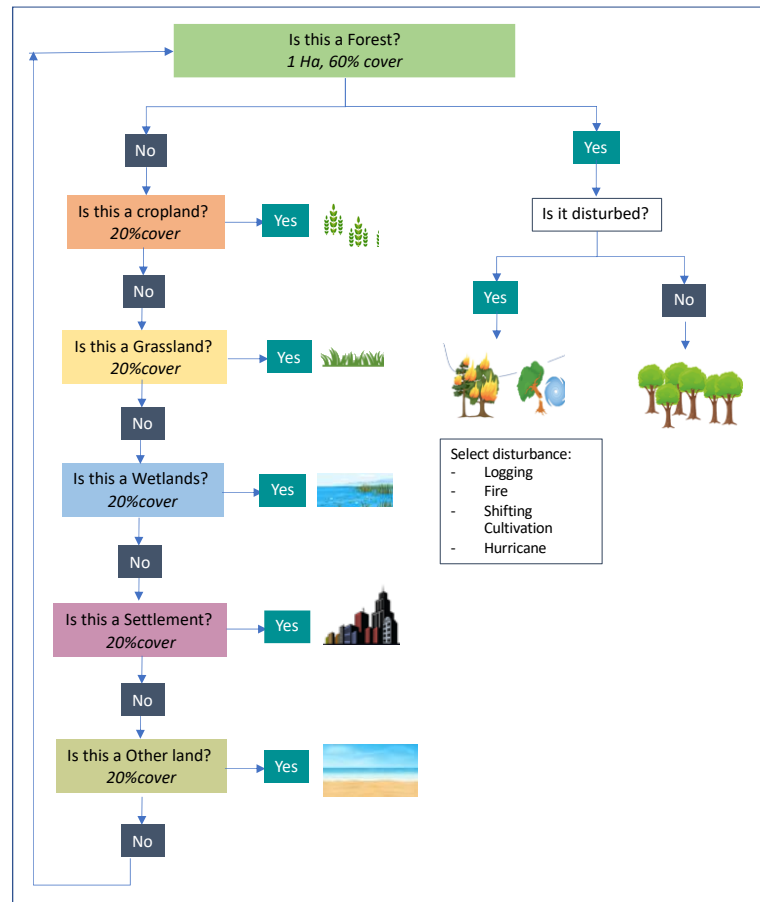 Is this a Forest?
1 Ha, 60% cover
No
Yes
Is this a cropland?
20%cover
Yes
Is it disturbed?
No
Yes
No
Is this a Grassland?
20%cover
Yes
No
Select disturbance:
- Logging
- Fire
- Shifting
Cultivation
- Hurricane
Is this a Wetlands?
20%cover
Yes
No
Is this a Settlement?
20%cover
Yes
No
Is this a Other land?
20%cover
Yes
No